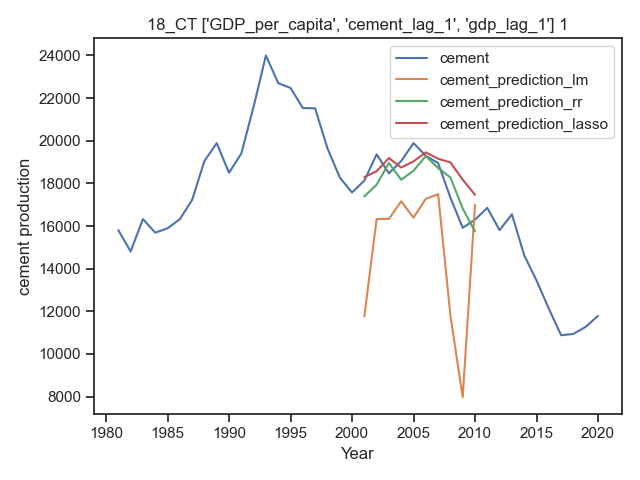 18_CT ['GDP_per_capita', 'cement_lag_1', 'gdp_lag_1'] 1
cement
cement_prediction_lm
cement_prediction_rr
cement_prediction_lasso
cement production
24000
22000
20000
18000
16000
14000
12000
10000
8000
1980 1985 1990 1995 2000 2005 2010 2015 2020
Year